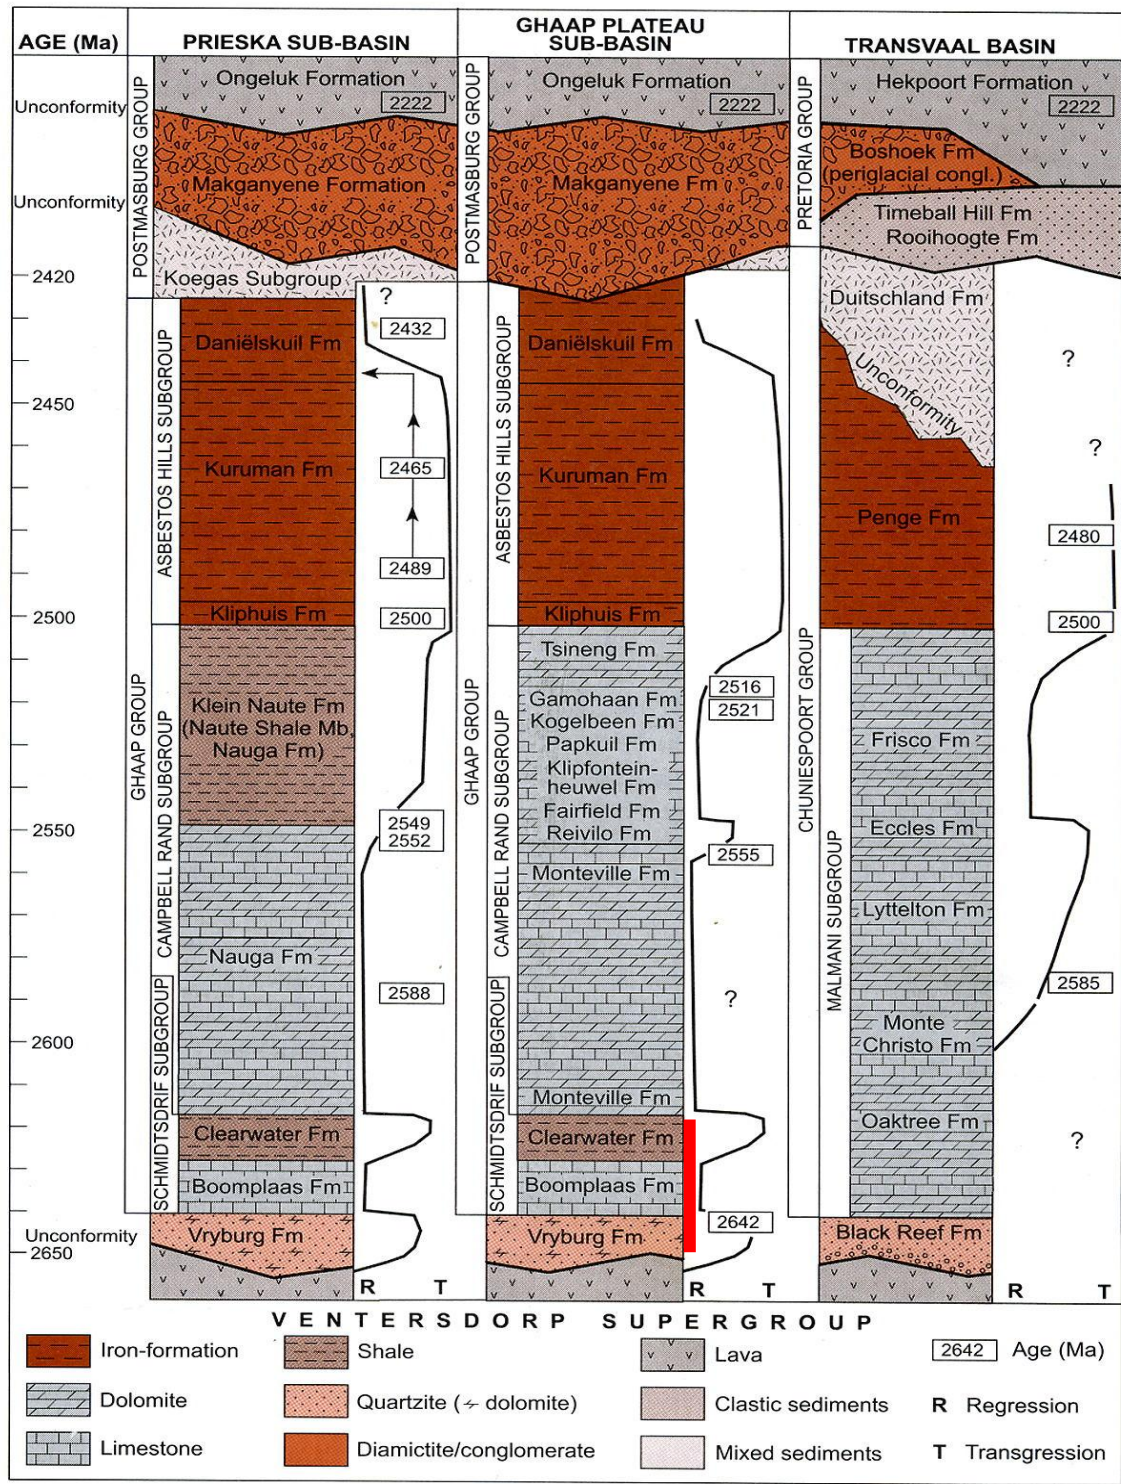 AGE (Ma)
PRIESKA SUB-BASIN
GHAAP PLATEAU
SUB-BASIN
TRANSVAAL BASIN
Unconformity
Unconformity
2420
2450
2500
2550
2600
Unconformity
2650
POSTMASBURG GROUP
GHAAP GROUP
ASBESTOS HILLS SUBGROUP
CAMPBELL RAND SUBGROUP
SCHMIDTSDRIF SUBGROUP
Ongeluk Formation
2222
Makganyene Formation
Koegas Subgroup
?
2432
Daniëlskuil Fm
Kuruman Fm
2465
2489
Kliphuis Fm
2500
Klein Naute Fm
(Naute Shale Mb,
Nauga Fm)
2549
2552
Nauga Fm
2588
Clearwater Fm
Boomplaas Fm
Vryburg Fm
R T
POSTMASBURG GROUP
GHAAP GROUP
ASBESTOS HILLS SUBGROUP
CAMPBELL RAND SUBGROUP
SCHMIDTSDRIF SUBGROUP
Ongeluk Formation
2222
Makganyene Fm
Daniëlskuil Fm
Kuruman Fm
Kliphuis Fm
Tsineng Fm
Gamohaan Fm
2516
Kogelbeen Fm
2521
Papkuil Fm
Klipfontein-
heuwel Fm
Fairfield Fm
Reivilo Fm
2555
Monteville Fm
?
Monteville Fm
Clearwater Fm
Boomplaas Fm
2642
Vryburg Fm
R T
PRETORIA GROUP
CHUNIESPOORT GROUP
MALMANI SUBGROUP
Hekpoort Formation
2222
Boshoek Fm
(periglacial congl.)
Timeball Hill Fm
Rooihoogte Fm
Duitschland Fm
?
Unconformity
?
Penge Fm
2480
2500
Frisco Fm
Eccles Fm
Lyttelton Fm
2585
Monte
Christo Fm
Oaktree Fm
?
Black Reef Fm
R T
VENTERSDORP SUPERGROUP
Iron-formation
Shale
Lava
2642 Age (Ma)
Dolomite
Quartzite ( dolomite)
Clastic sediments
R Regression
Limestone
Diamictite/conglomerate
Mixed sediments
T Transgression